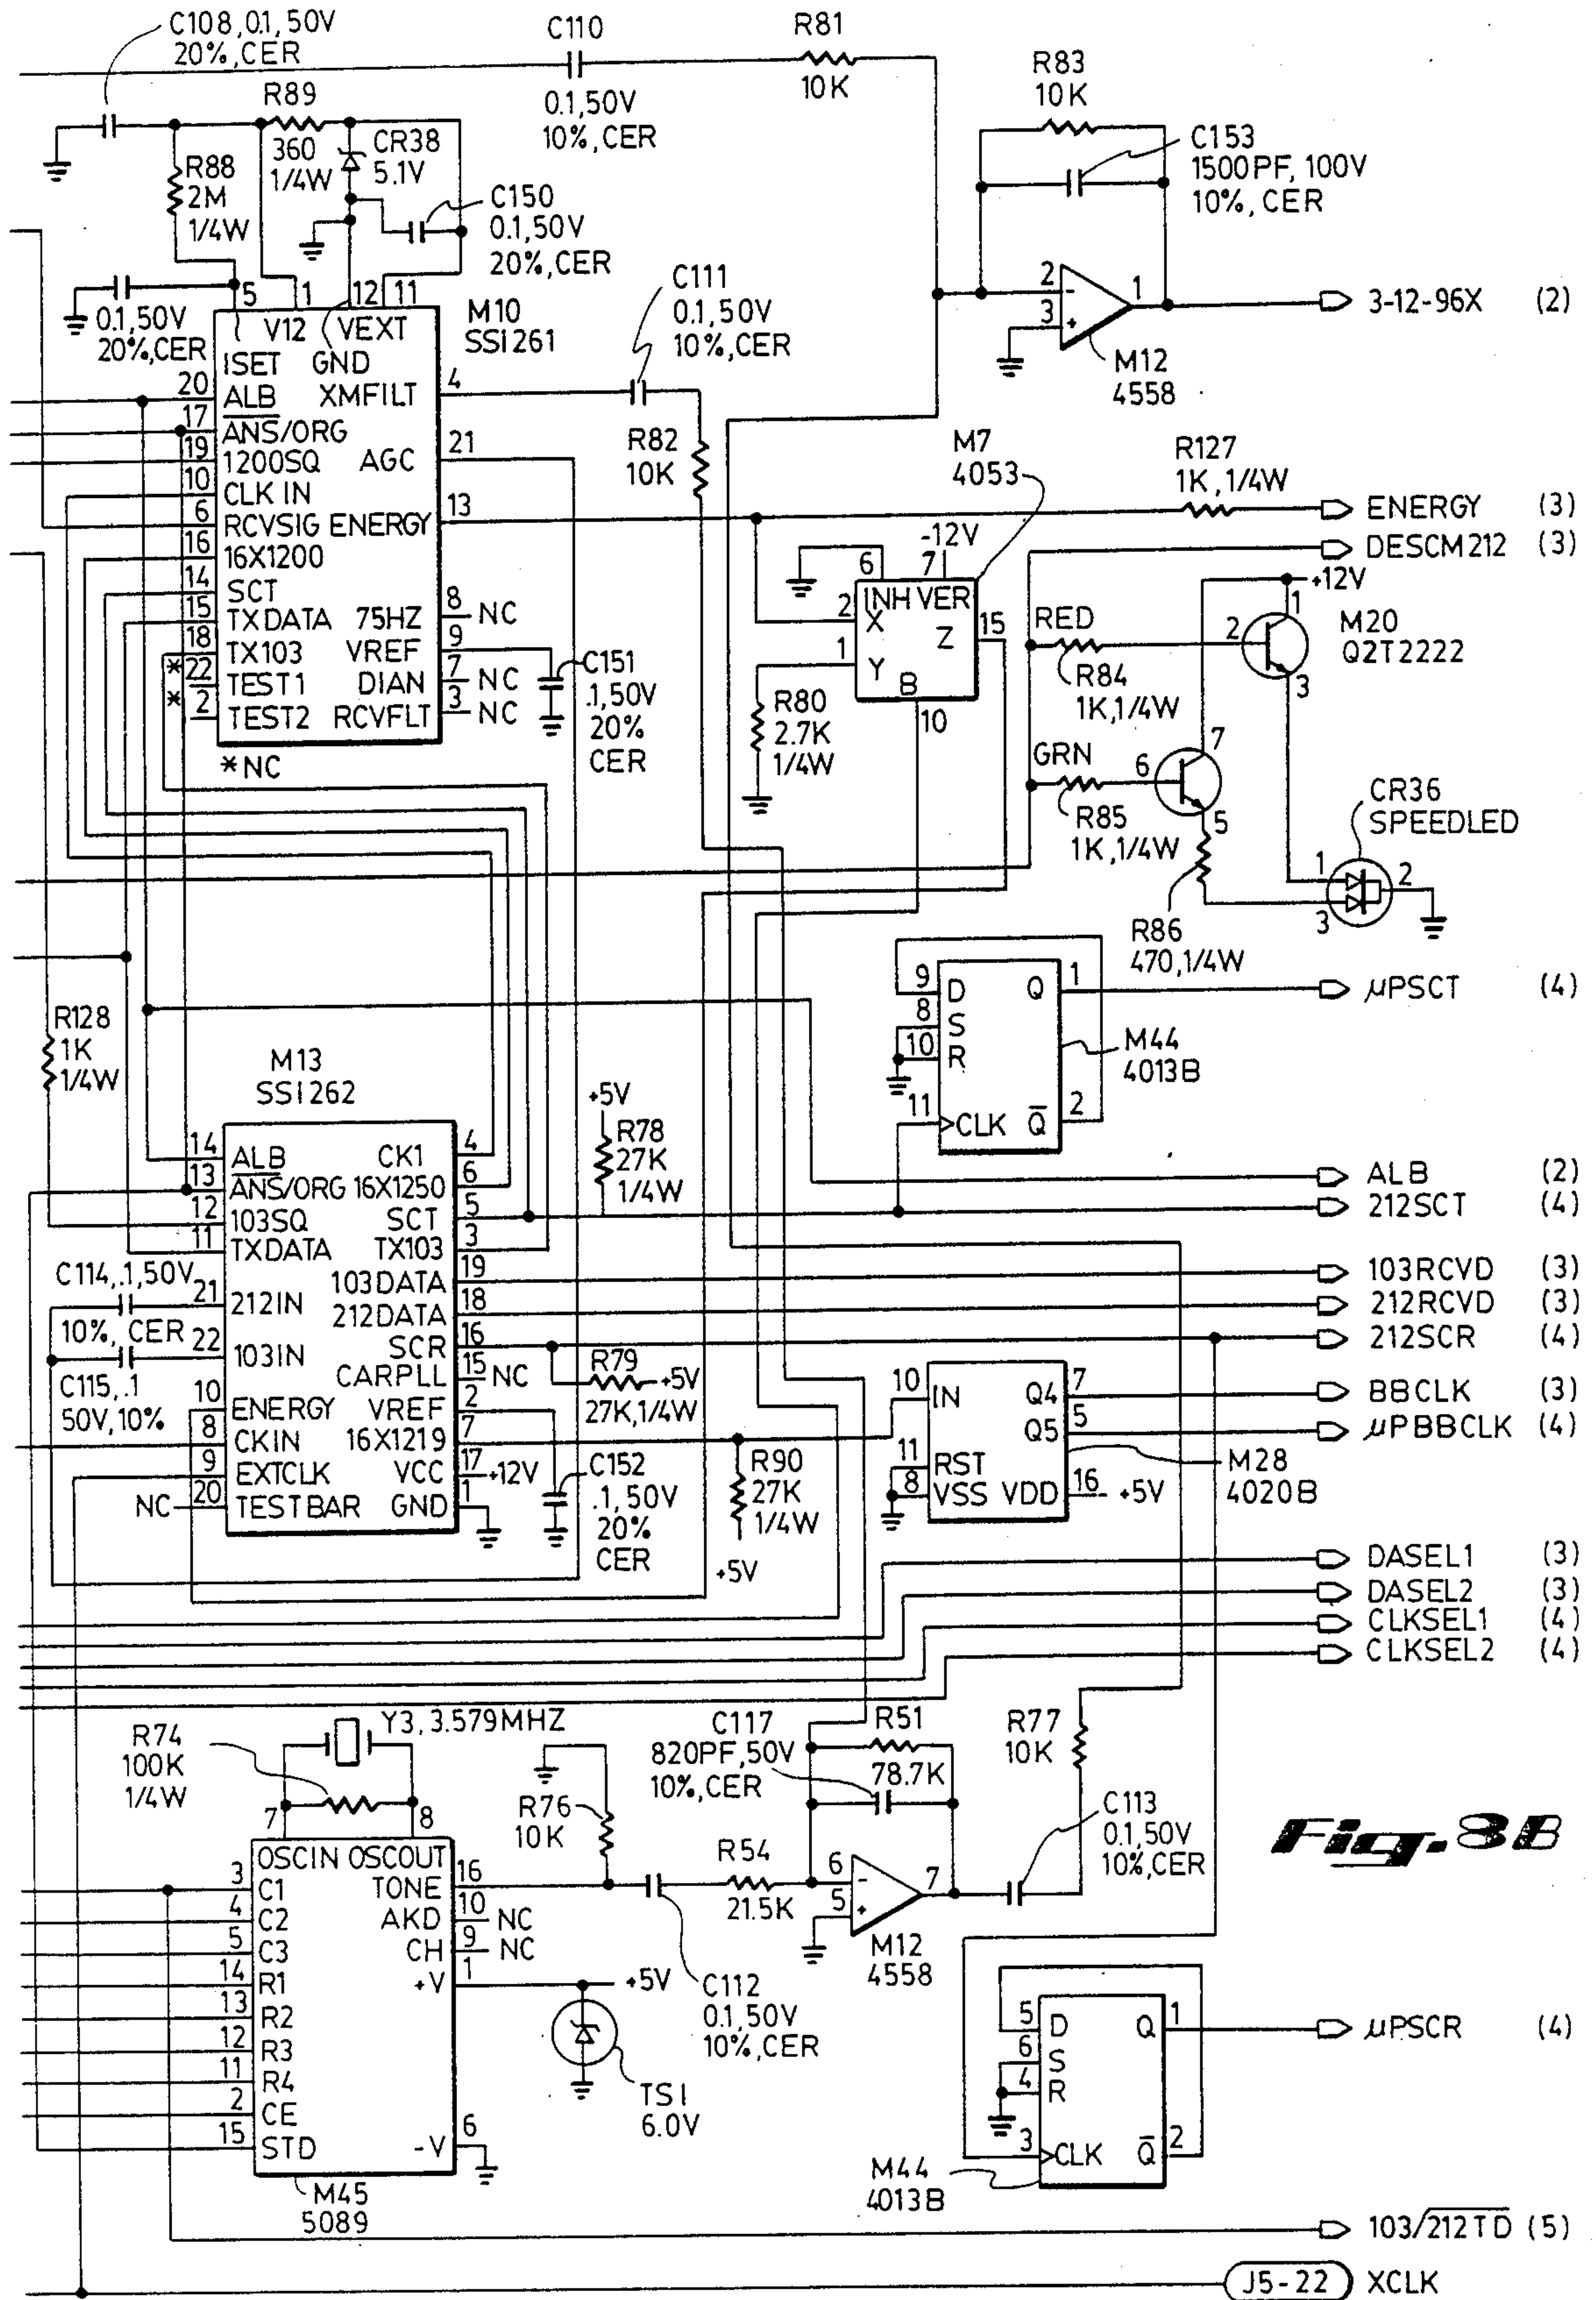 C108, 0.1, 50V
20%, CER
C110
0.1, 50V
10%, CER
R81
10K
R83
10K
C153
1500PF, 100V
10%, CER
R89
360
1/4W
CR38
5.1V
R88
2M
1/4W
C150
0.1, 50V
20%, CER
0.1, 50V
20%, CER
C111
0.1, 50V
10%, CER
M10
SSI261
5
1
12
11
V12
VEXT
ISET
GND
20
ALB
XMFILT
4
17
ANS/ORG
19
1200SQ
AGC
21
10
CLK IN
6
RCVSIG
ENERGY
13
16
16X1200
14
SCT
15
TXDATA
75HZ
8
NC
18
TX103
VREF
9
*
22
TEST1
DIAN
7
NC
*
2
TEST2
RCVFLT
3
NC
*NC
C151
.1, 50V
20%
CER
R82
10K
2
-
3
+
1
M12
4558
3-12-96X (2)
M7
4053
R127
1K, 1/4W
ENERGY (3)
DESCM212 (3)
-12V
6
7
INH VER
2
X
Z
15
1
Y
B
10
R80
2.7K
1/4W
+12V
RED
2
1
3
M20
Q2T2222
R84
1K, 1/4W
GRN
6
7
5
R85
1K, 1/4W
CR36
SPEEDLED
1
2
3
R86
470, 1/4W
9
D
Q
1
8
S
10
R
11
CLK
Q̅
2
M44
4013B
µPSCT (4)
R128
1K
1/4W
M13
SSI262
+5V
R78
27K
1/4W
14
ALB
CK1
4
13
ANS/ORG
16X1250
6
12
103SQ
SCT
5
11
TXDATA
TX103
3
103DATA
19
C114, .1, 50V
10%, CER
21
212IN
212DATA
18
22
103IN
SCR
16
CARPLL
15
NC
C115, .1
50V, 10%
10
ENERGY
VREF
2
8
CKIN
16X1219
7
9
EXTCLK
VCC
17
+12V
NC
20
TESTBAR
GND
1
ALB (2)
212SCT (4)
103RCVD (3)
212RCVD (3)
212SCR (4)
R79
27K, 1/4W
+5V
C152
.1, 50V
20%
CER
R90
27K
1/4W
+5V
10
IN
Q4
7
Q5
5
11
RST
8
VSS
VDD
16
+5V
M28
4020B
BBCLK (3)
µPBBCLK (4)
DASEL1 (3)
DASEL2 (3)
CLKSEL1 (4)
CLKSEL2 (4)
R74
100K
1/4W
Y3, 3.579MHZ
7
8
OSCIN
OSCOUT
3
C1
TONE
16
4
C2
AKD
10
NC
5
C3
CH
9
NC
14
R1
+V
1
13
R2
12
R3
11
R4
2
CE
15
STD
-V
6
M45
5089
R76
10K
C117
820PF, 50V
10%, CER
R51
78.7K
R77
10K
R54
21.5K
6
-
5
+
7
M12
4558
C113
0.1, 50V
10%, CER
+5V
C112
0.1, 50V
10%, CER
TS1
6.0V
Fig. 3B
5
D
Q
1
6
S
4
R
3
CLK
Q̅
2
M44
4013B
µPSCR (4)
103/2̅1̅2̅T̅D̅ (5)
J5-22
XCLK